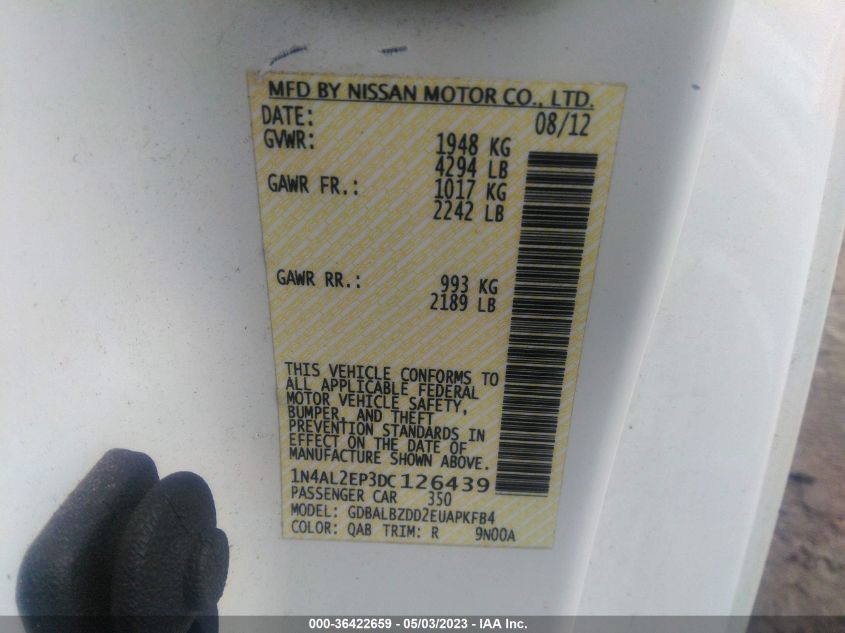 MFD BY NISSAN MOTOR CO., LTD.
DATE: 08/12
GVWR: 1948 KG
4294 LB
GAWR FR.: 1017 KG
2242 LB
GAWR RR.: 993 KG
2189 LB
THIS VEHICLE CONFORMS TO
ALL APPLICABLE FEDERAL
MOTOR VEHICLE SAFETY,
BUMPER, AND THEFT
PREVENTION STANDARDS IN
EFFECT ON THE DATE OF
MANUFACTURE SHOWN ABOVE.
1N4AL2EP3DC126439
PASSENGER CAR 350
MODEL: GDBALBZDD2EUAPKFB4
COLOR: QAB TRIM: R 9N00A
000-36422659 - 05/03/2023 - IAA Inc.